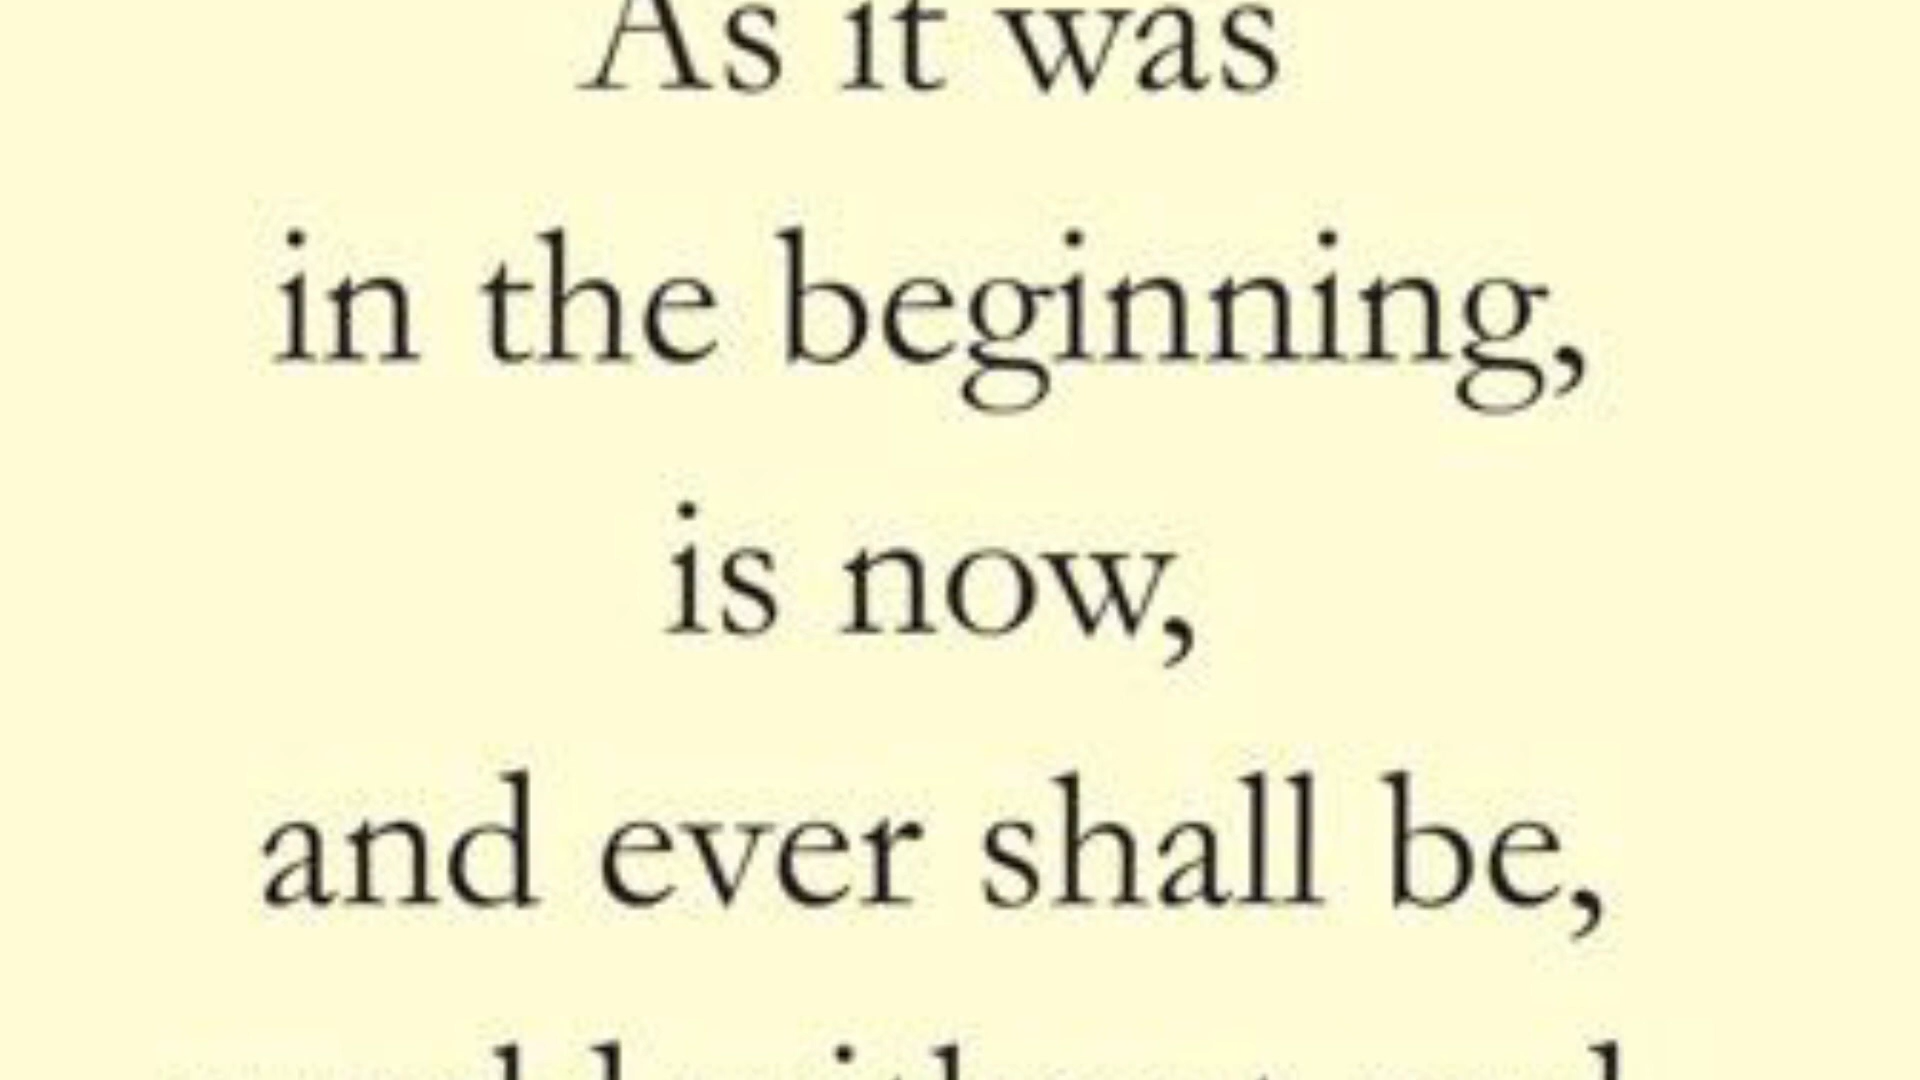 As it was
in the beginning,
is now,
and ever shall be,